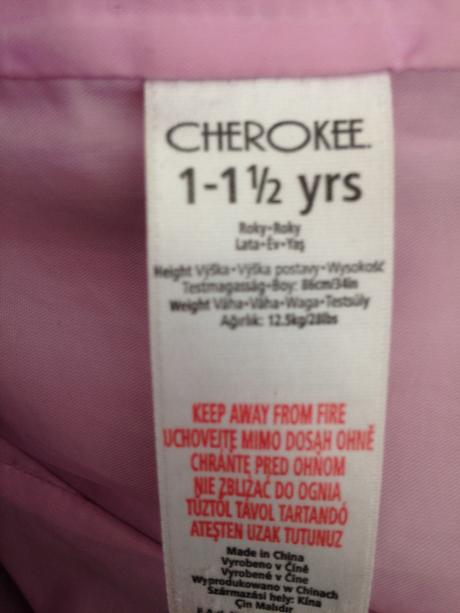 CHEROKEE.
1-1½ yrs
Roky-Roky
Lata-Év-Yaş
Height Výška-Výška postavy-Wysokość
Testmagasság-Boy: 86cm/34in
Weight Váha-Váha-Waga-Testsúly
Ağırlık: 12.5kg/28lbs
KEEP AWAY FROM FIRE
UCHOVEJTE MIMO DOSAH OHNĚ
CHRÁŇTE PRED OHŇOM
NIE ZBLIŻAĆ DO OGNIA
TŰZTŐL TÁVOL TARTANDÓ
ATEŞTEN UZAK TUTUNUZ
Made in China
Vyrobeno v Číně
Vyrobené v Číne
Wyprodukowano w Chinach
Származási hely: Kína
Çin Malıdır